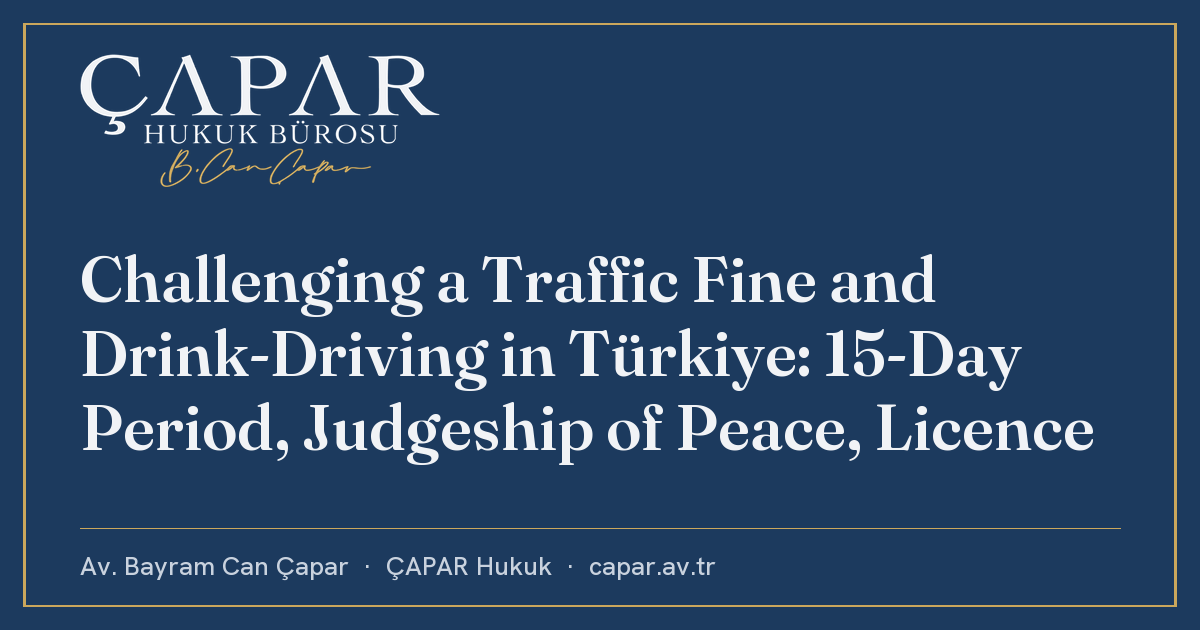 ÇAPAR
HUKUK BÜROSU
B.Can Çapar
Challenging a Traffic Fine and
Drink-Driving in Türkiye: 15-Day
Period, Judgeship of Peace, Licence
Av. Bayram Can Çapar · ÇAPAR Hukuk · capar.av.tr